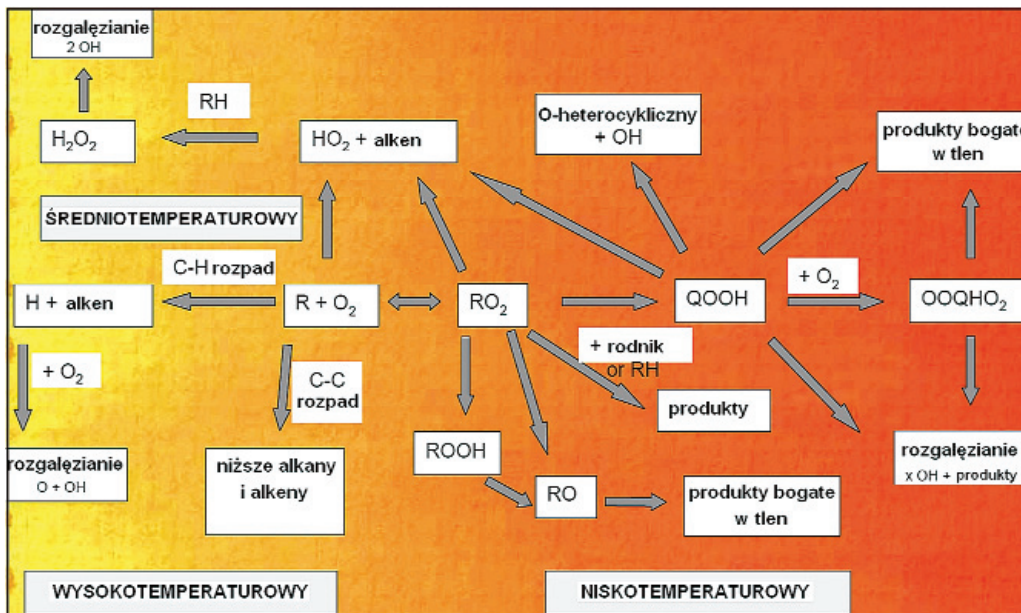 rozgałęzianie
2 OH
RH
H₂O₂
HO₂ + alken
O-heterocykliczny
+ OH
produkty bogate
w tlen
ŚREDNIOTEMPERATUROWY
C-H rozpad
+ O₂
H + alken
R + O₂
RO₂
QOOH
OOQHO₂
+ O₂
C-C
rozpad
+ rodnik
or RH
produkty
rozgałęzianie
O + OH
niższe alkany
i alkeny
ROOH
RO
produkty bogate
w tlen
rozgałęzianie
x OH + produkty
WYSOKOTEMPERATUROWY
NISKOTEMPERATUROWY